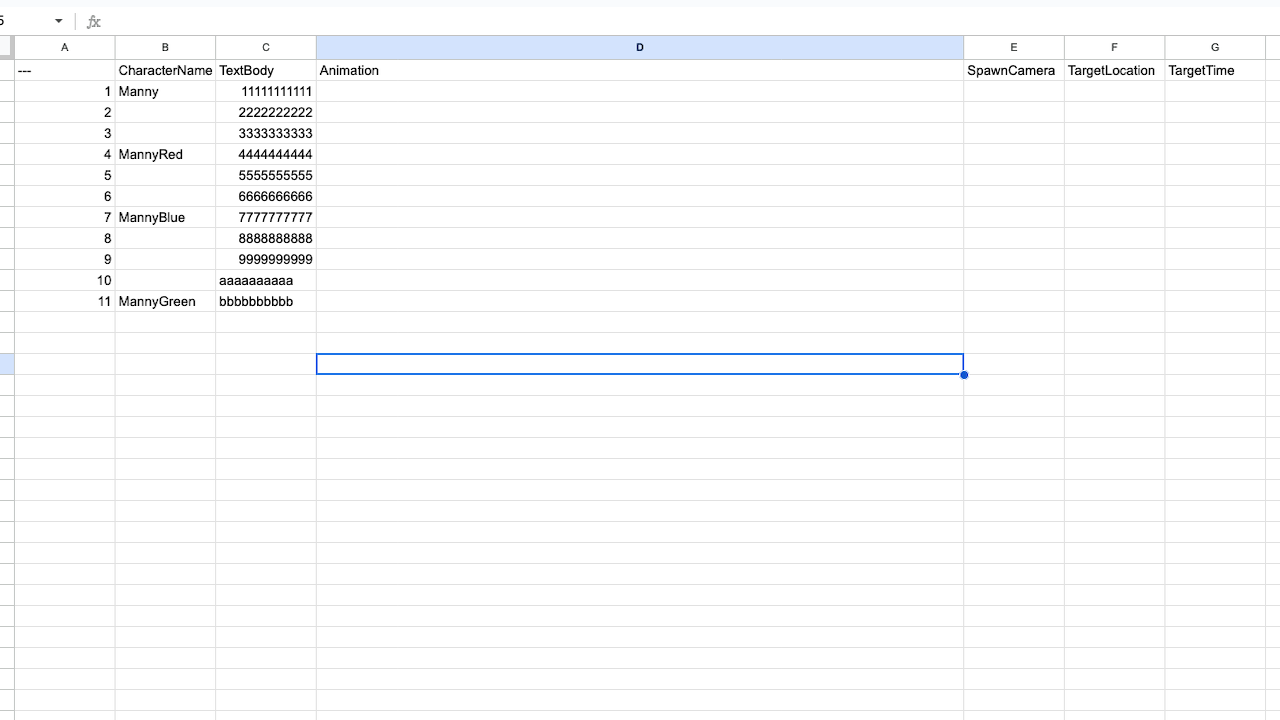 5 fx
A B C D E F G
--- CharacterName TextBody Animation SpawnCamera TargetLocation TargetTime
1 Manny 11111111111
2 2222222222
3 3333333333
4 MannyRed 4444444444
5 5555555555
6 6666666666
7 MannyBlue 7777777777
8 8888888888
9 9999999999
10 aaaaaaaaaa
11 MannyGreen bbbbbbbbbb